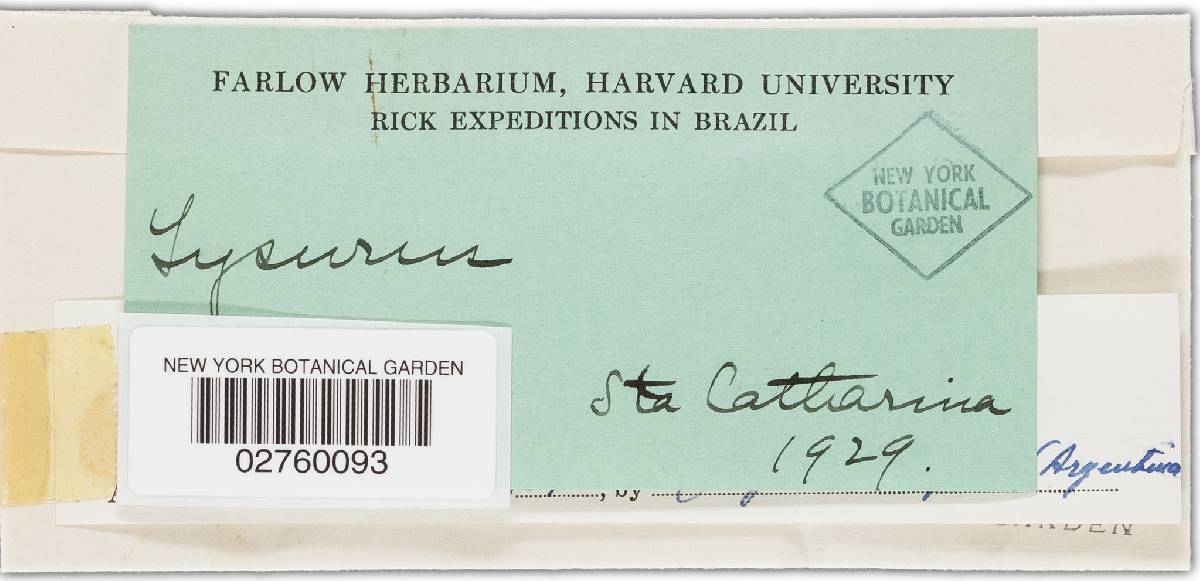 FARLOW HERBARIUM, HARVARD UNIVERSITY
RICK EXPEDITIONS IN BRAZIL
NEW YORK
BOTANICAL
GARDEN
Lysurus
Sta Catharina
1929.
NEW YORK BOTANICAL GARDEN
02760093
(Argentina
, by
GARDEN